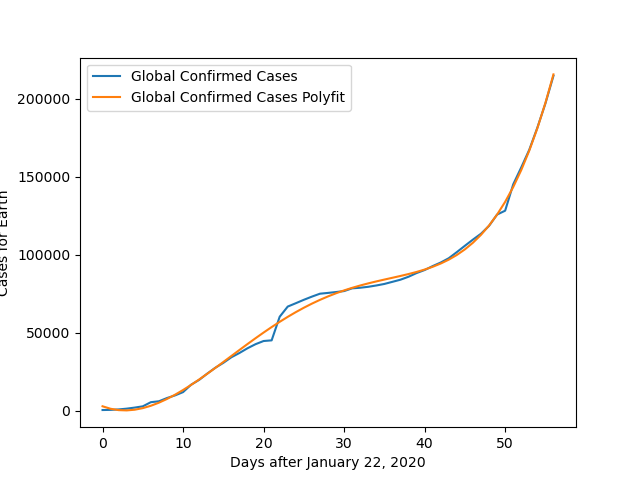 Global Confirmed Cases
Global Confirmed Cases Polyfit
200000
150000
100000
50000
0
Cases for Earth
0 10 20 30 40 50
Days after January 22, 2020